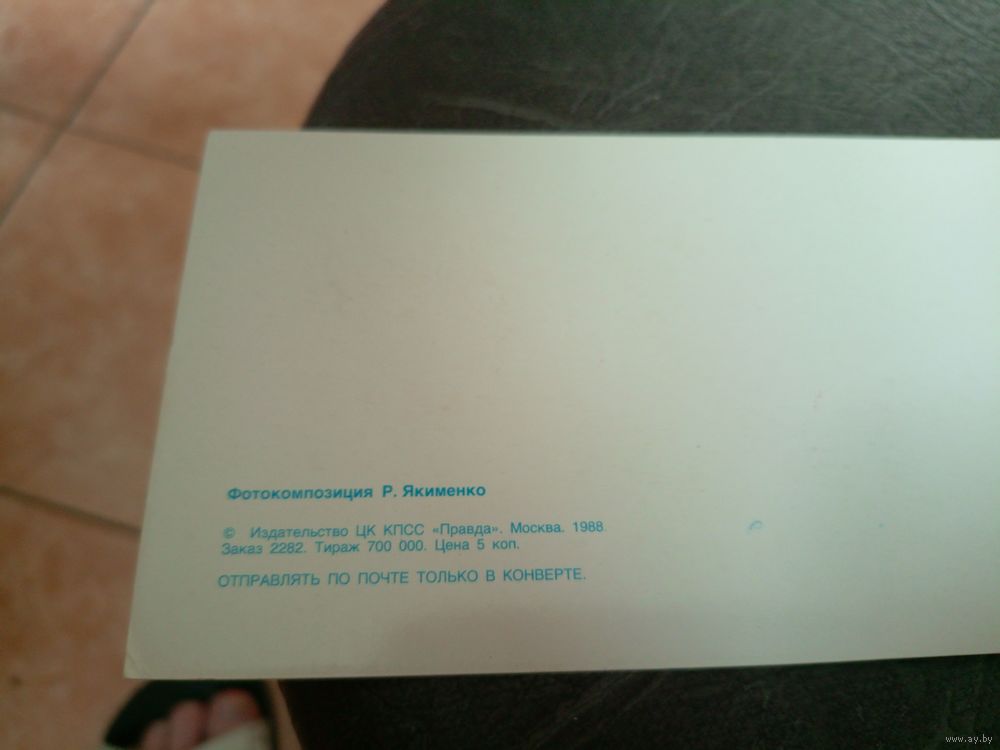 Фотокомпозиция Р. Якименко
© Издательство ЦК КПСС «Правда». Москва. 1988
Заказ 2282. Тираж 700 000. Цена 5 коп.
ОТПРАВЛЯТЬ ПО ПОЧТЕ ТОЛЬКО В КОНВЕРТЕ.
www.ay.by